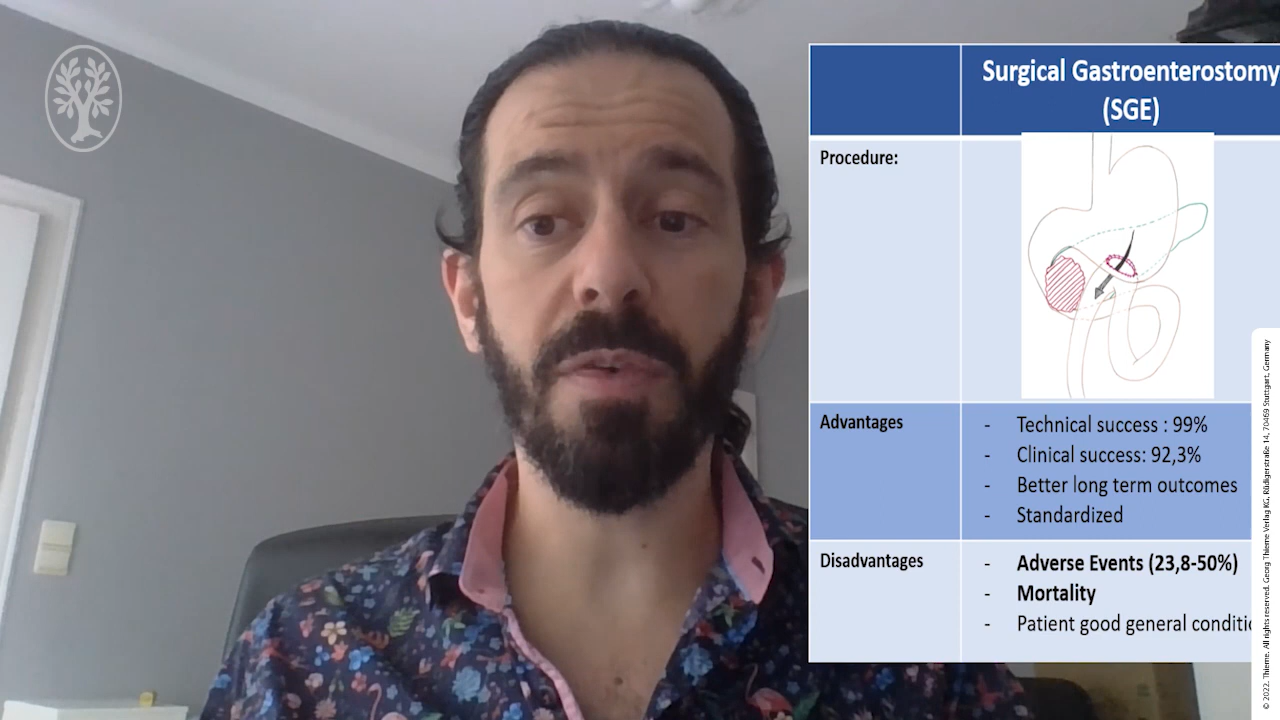 Surgical Gastroenterostomy
(SGE)
Procedure:
Advantages
- Technical success : 99%
- Clinical success: 92,3%
- Better long term outcomes
- Standardized
Disadvantages
- Adverse Events (23,8-50%)
- Mortality
- Patient good general conditi
© 2022. Thieme. All rights reserved. Georg Thieme Verlag KG, Rüdigerstraße 14, 70469 Stuttgart, Germany